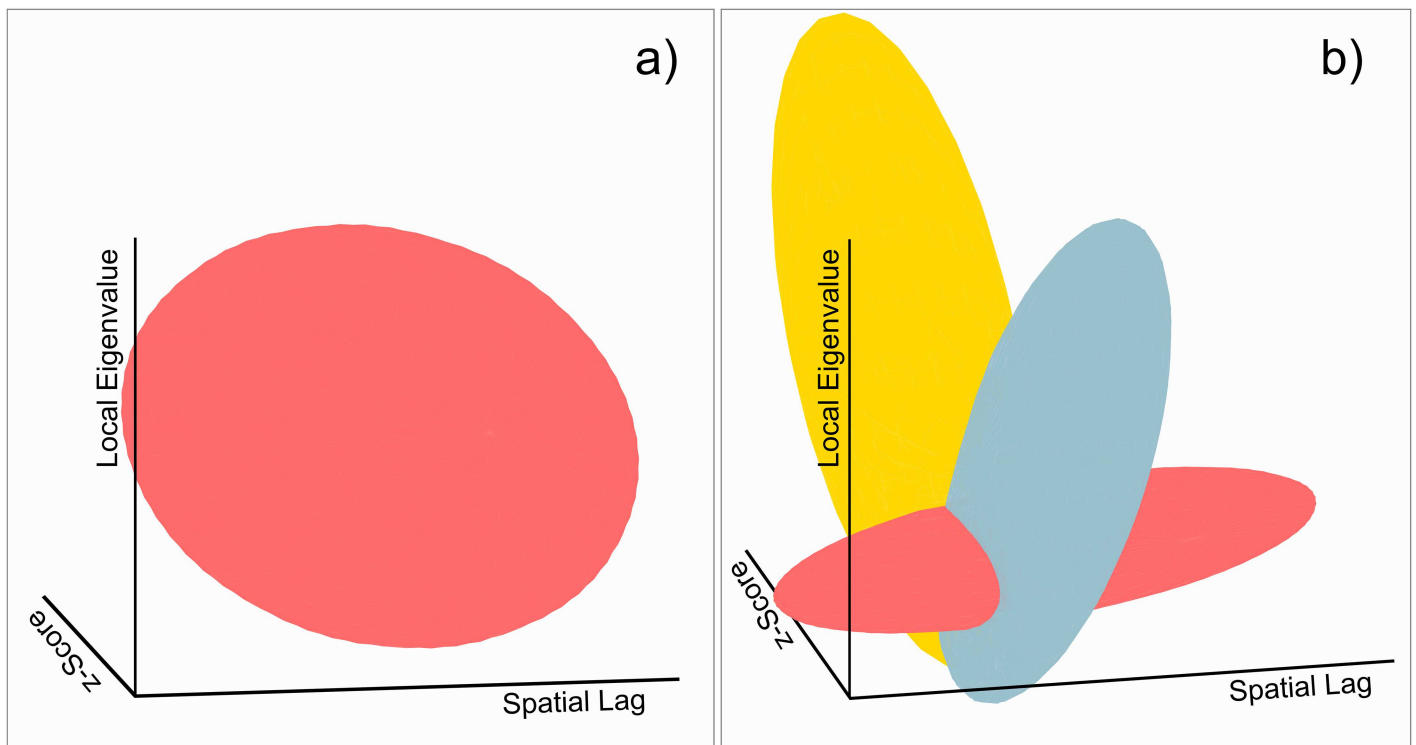 a)
Local Eigenvalue
z-Score
Spatial Lag
b)
Local Eigenvalue
z-Score
Spatial Lag